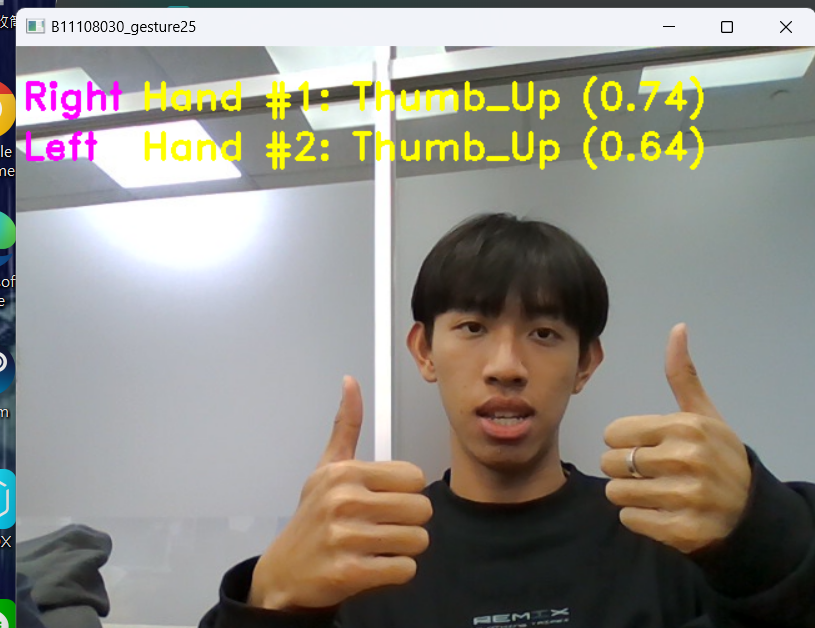 B11108030_gesture25
Right Hand #1: Thumb_Up (0.74)
Left Hand #2: Thumb_Up (0.64)
REMIX